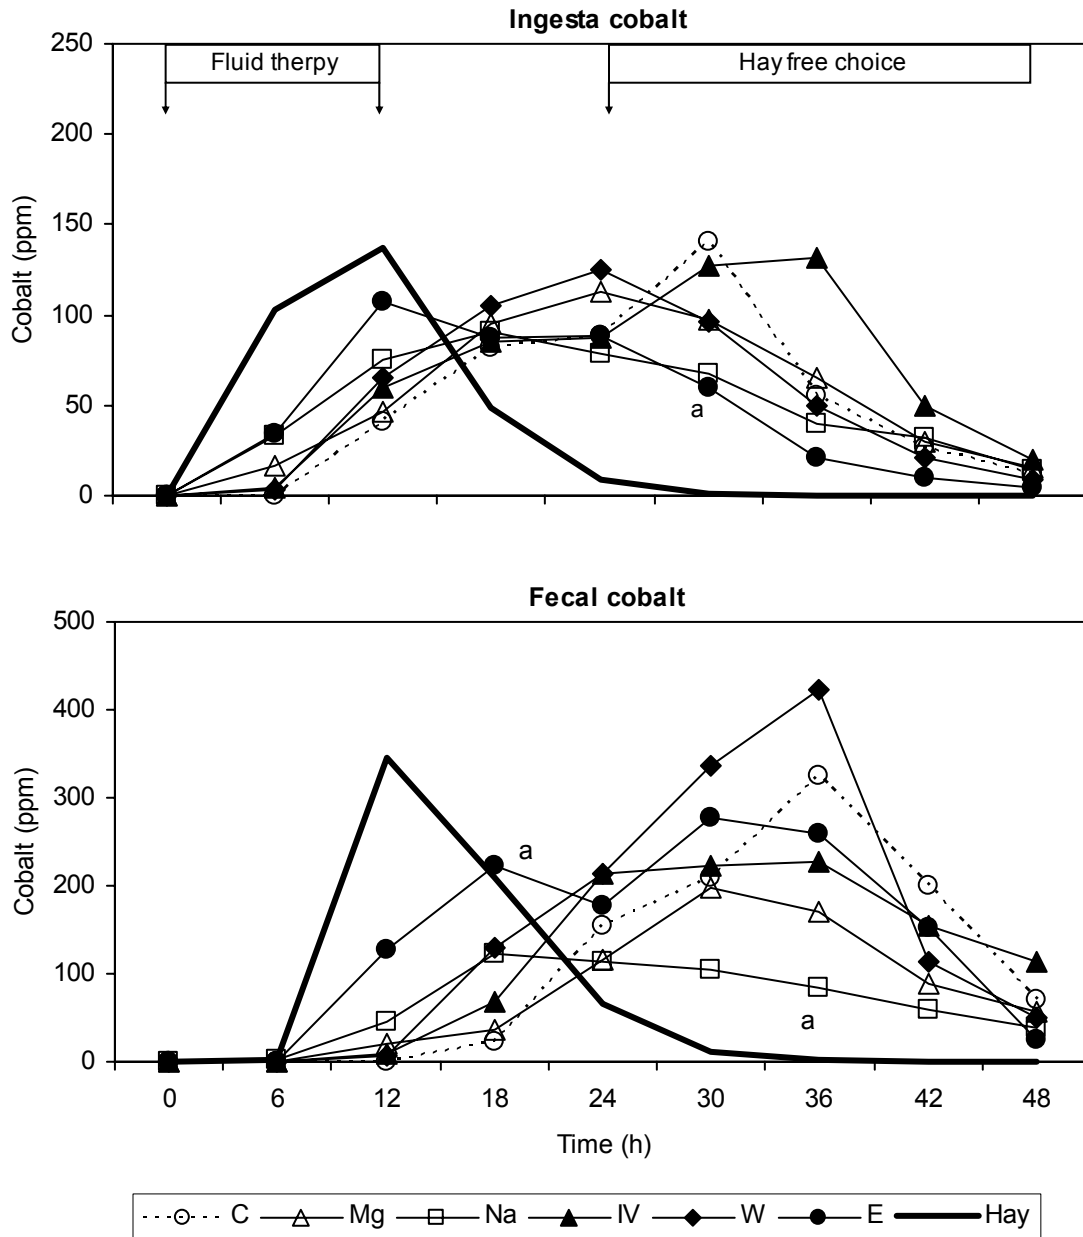 Ingesta cobalt
250
Fluid therpy
Hay free choice
200
150
100
50
0
Cobalt (ppm)
a
Fecal cobalt
500
400
300
200
100
0
Cobalt (ppm)
a
a
0 6 12 18 24 30 36 42 48
Time (h)
C Mg Na IV W E Hay